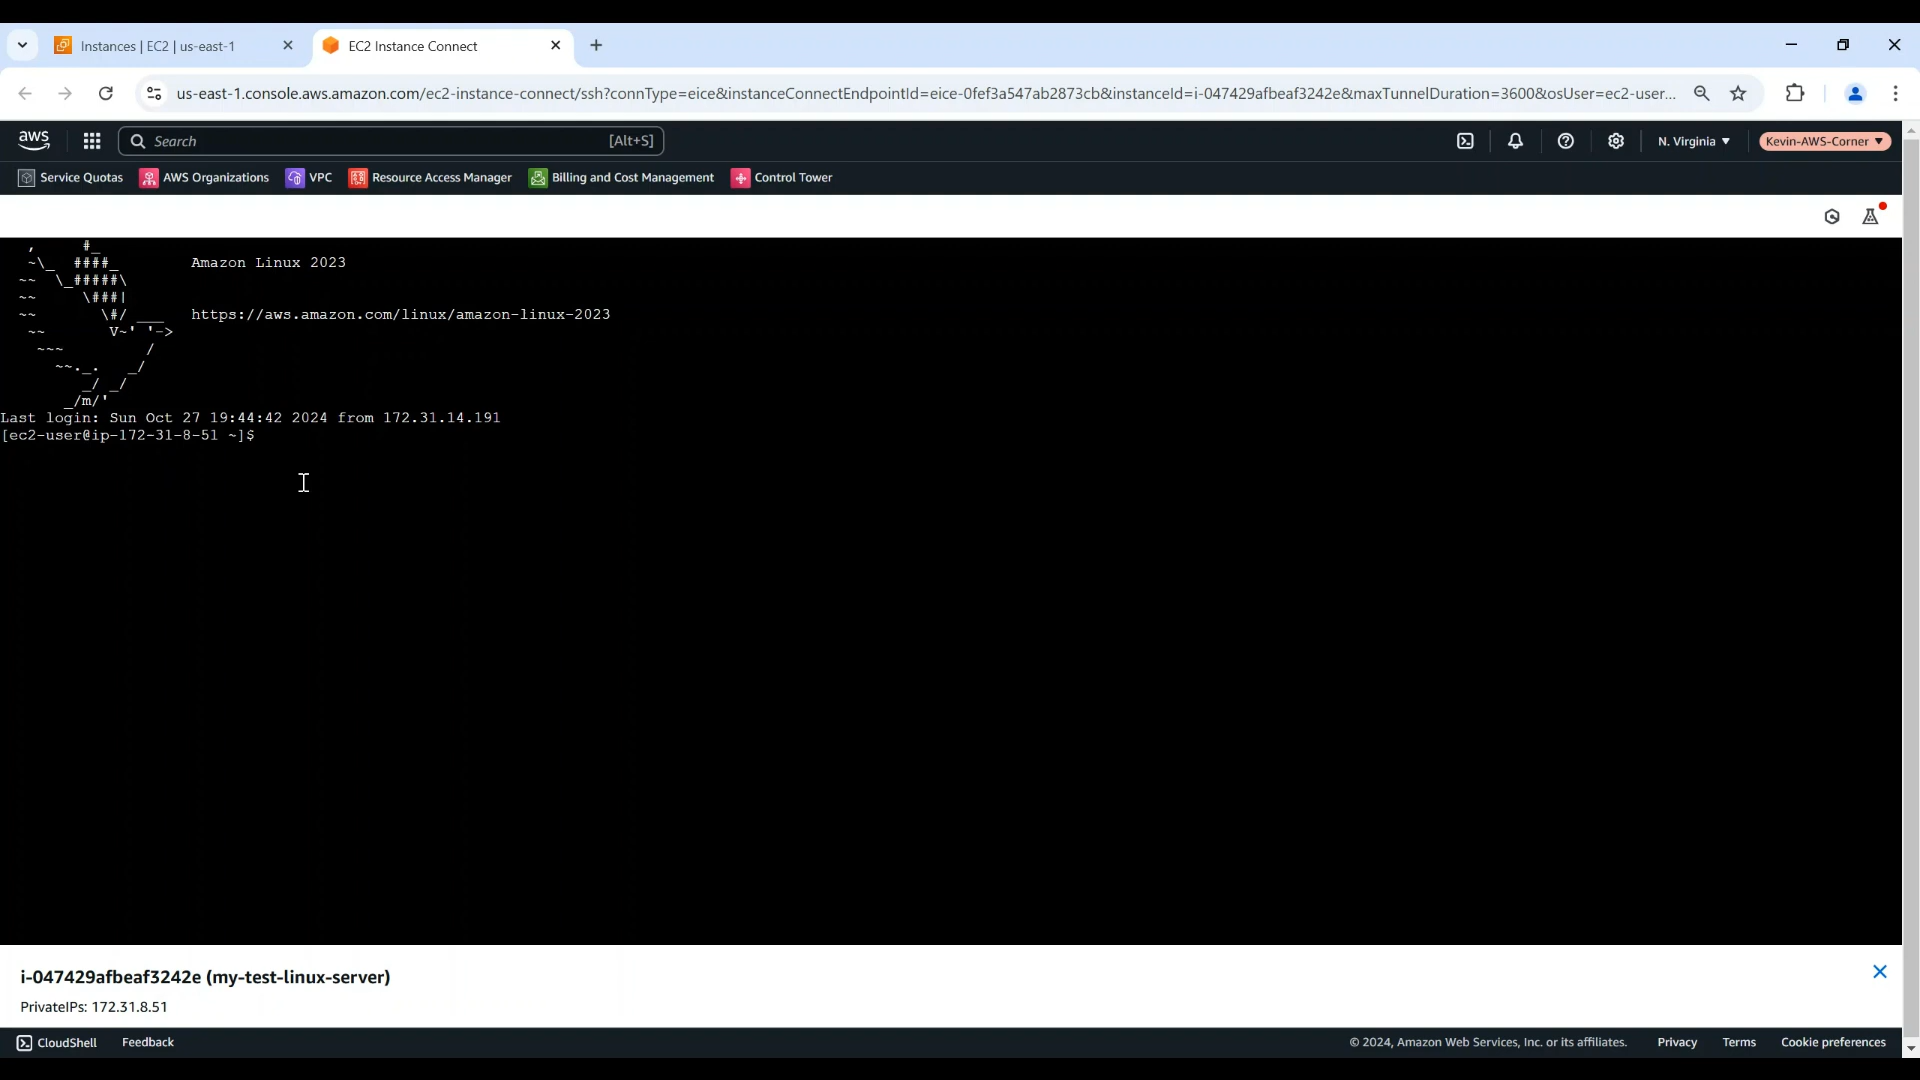 Instances | EC2 | us-east-1
EC2 Instance Connect
us-east-1.console.aws.amazon.com/ec2-instance-connect/ssh?connType=eice&instanceConnectEndpointId=eice-0fef3a547ab2873cb&instanceId=i-047429afbeaf3242e&maxTunnelDuration=3600&osUser=ec2-user...
aws
Search [Alt+S]
N. Virginia
Kevin-AWS-Corner
Service Quotas AWS Organizations VPC Resource Access Manager Billing and Cost Management Control Tower
   ,     #_
   ~\_  ####_        Amazon Linux 2023
  ~~  \_#####\
  ~~     \###|
  ~~       \#/ ___   https://aws.amazon.com/linux/amazon-linux-2023
   ~~       V~' '->
    ~~~         /
      ~~._.   _/
         _/ _/
       _/m/'
Last login: Sun Oct 27 19:44:42 2024 from 172.31.14.191
[ec2-user@ip-172-31-8-51 ~]$
i-047429afbeaf3242e (my-test-linux-server)
PrivateIPs: 172.31.8.51
CloudShell Feedback © 2024, Amazon Web Services, Inc. or its affiliates. Privacy Terms Cookie preferences